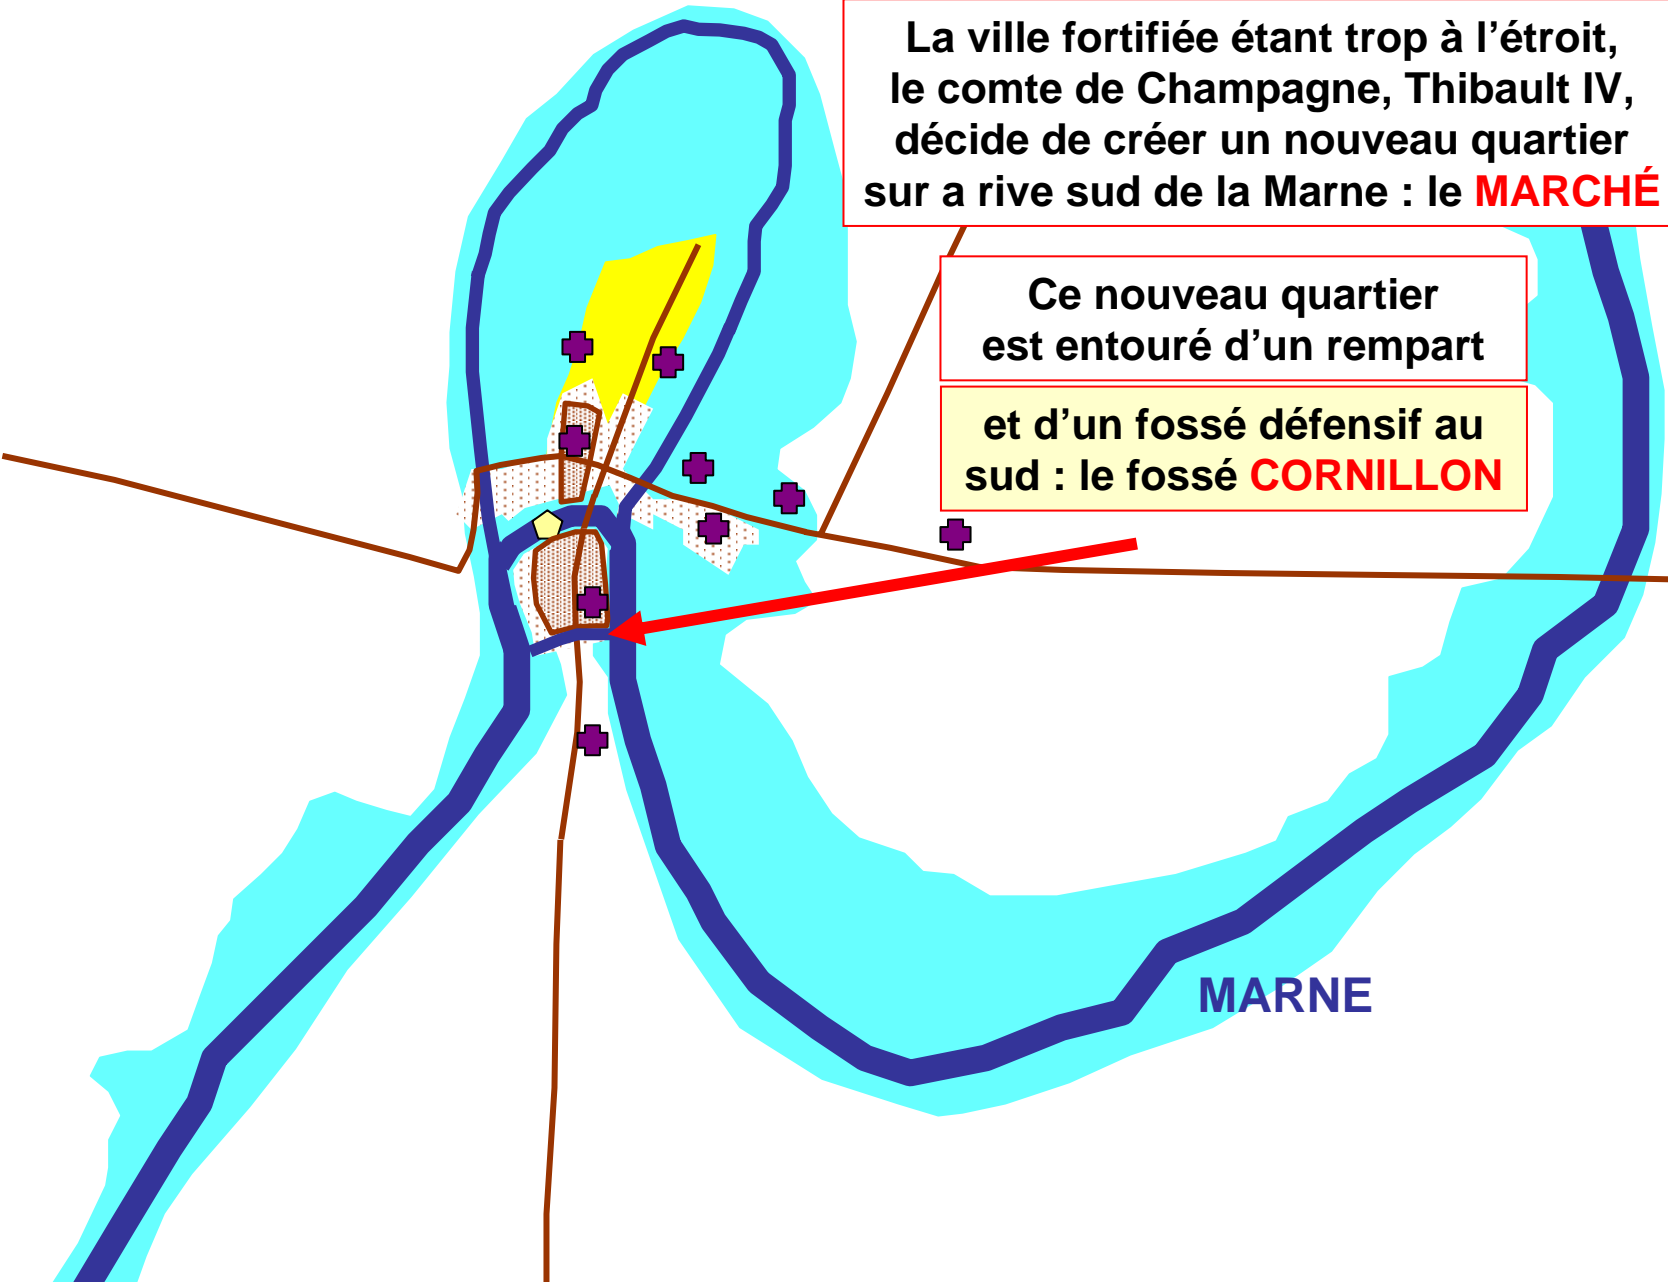 La ville fortifiée étant trop à l’étroit,
le comte de Champagne, Thibault IV,
décide de créer un nouveau quartier
sur a rive sud de la Marne : le MARCHÉ
Ce nouveau quartier
est entouré d’un rempart
et d’un fossé défensif au
sud : le fossé CORNILLON
MARNE